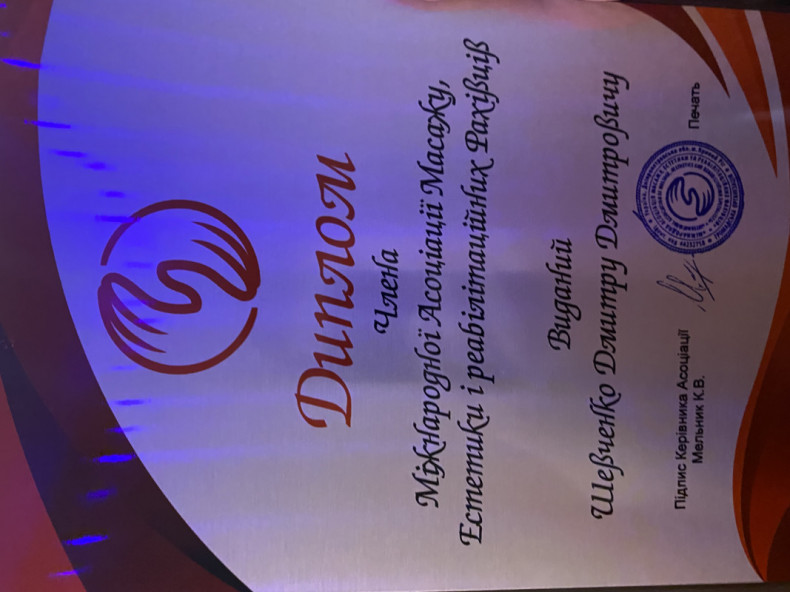 Диплом
Члена
Міжнародної Асоціації Масажу,
Естетики і реабілітаційних Рахівців
Виданий
Шевченко Дмитру Дмитровичу
Підпис Керівника Асоціації
Мельник К.В.
Печать